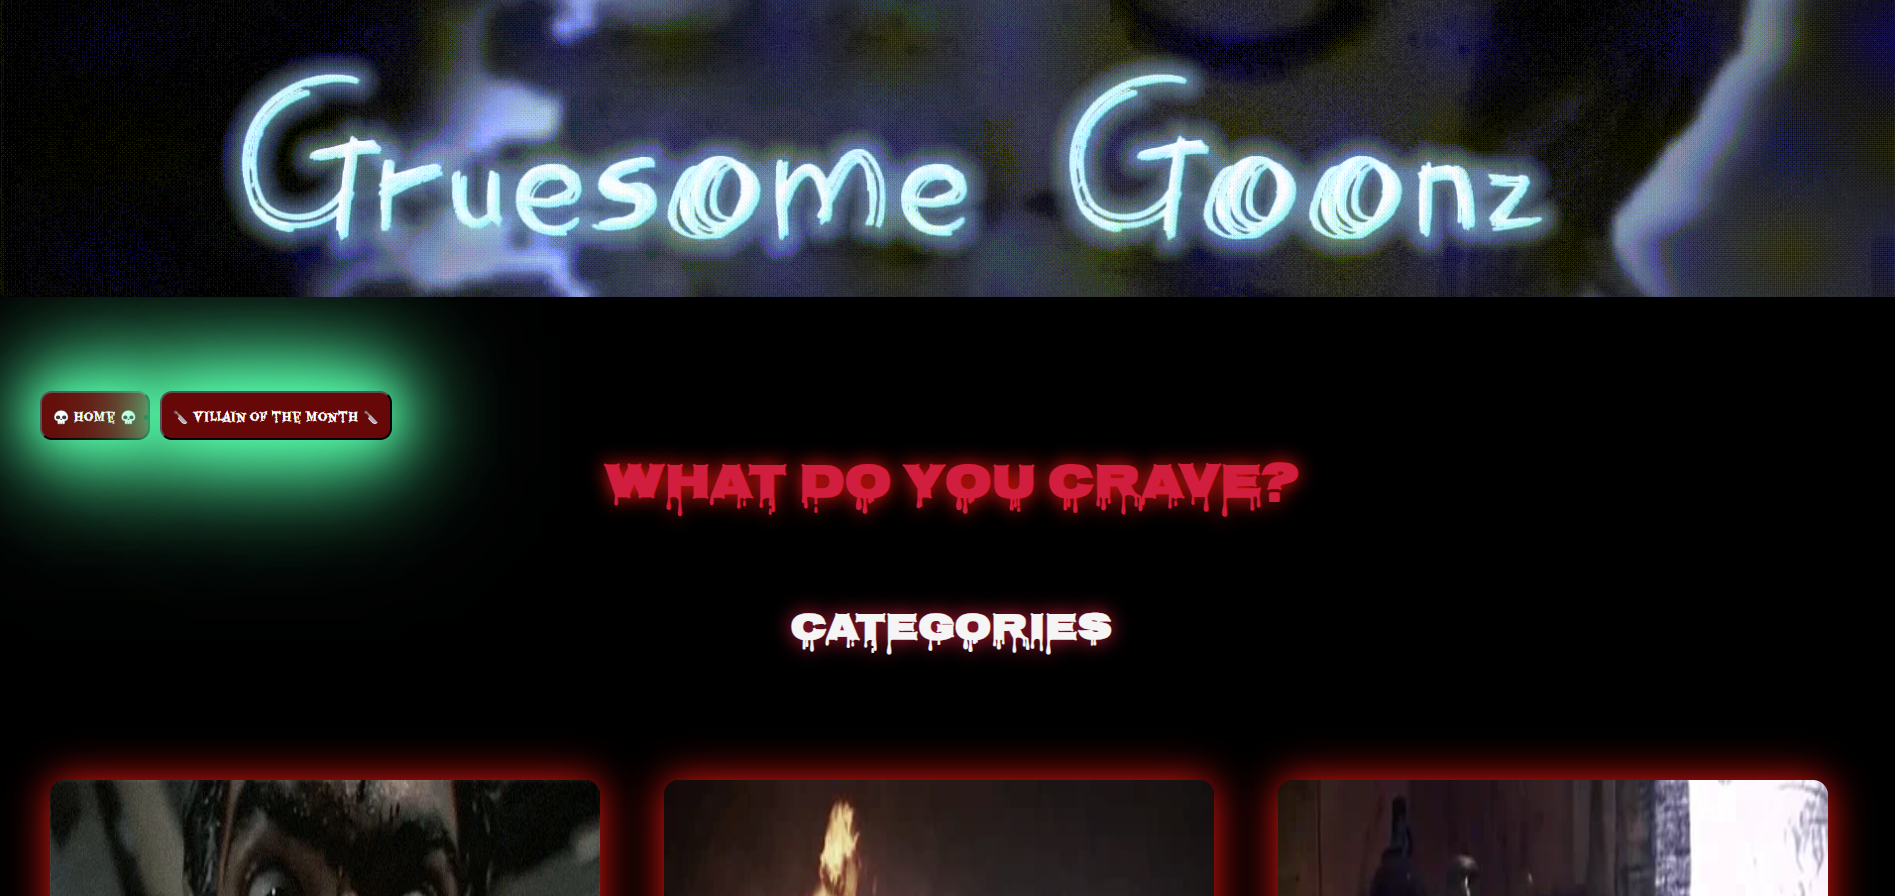 Gruesome Goonz
💀 HOME 💀
🔪 VILLAIN OF THE MONTH 🔪
WHAT DO YOU CRAVE?
CATEGORIES